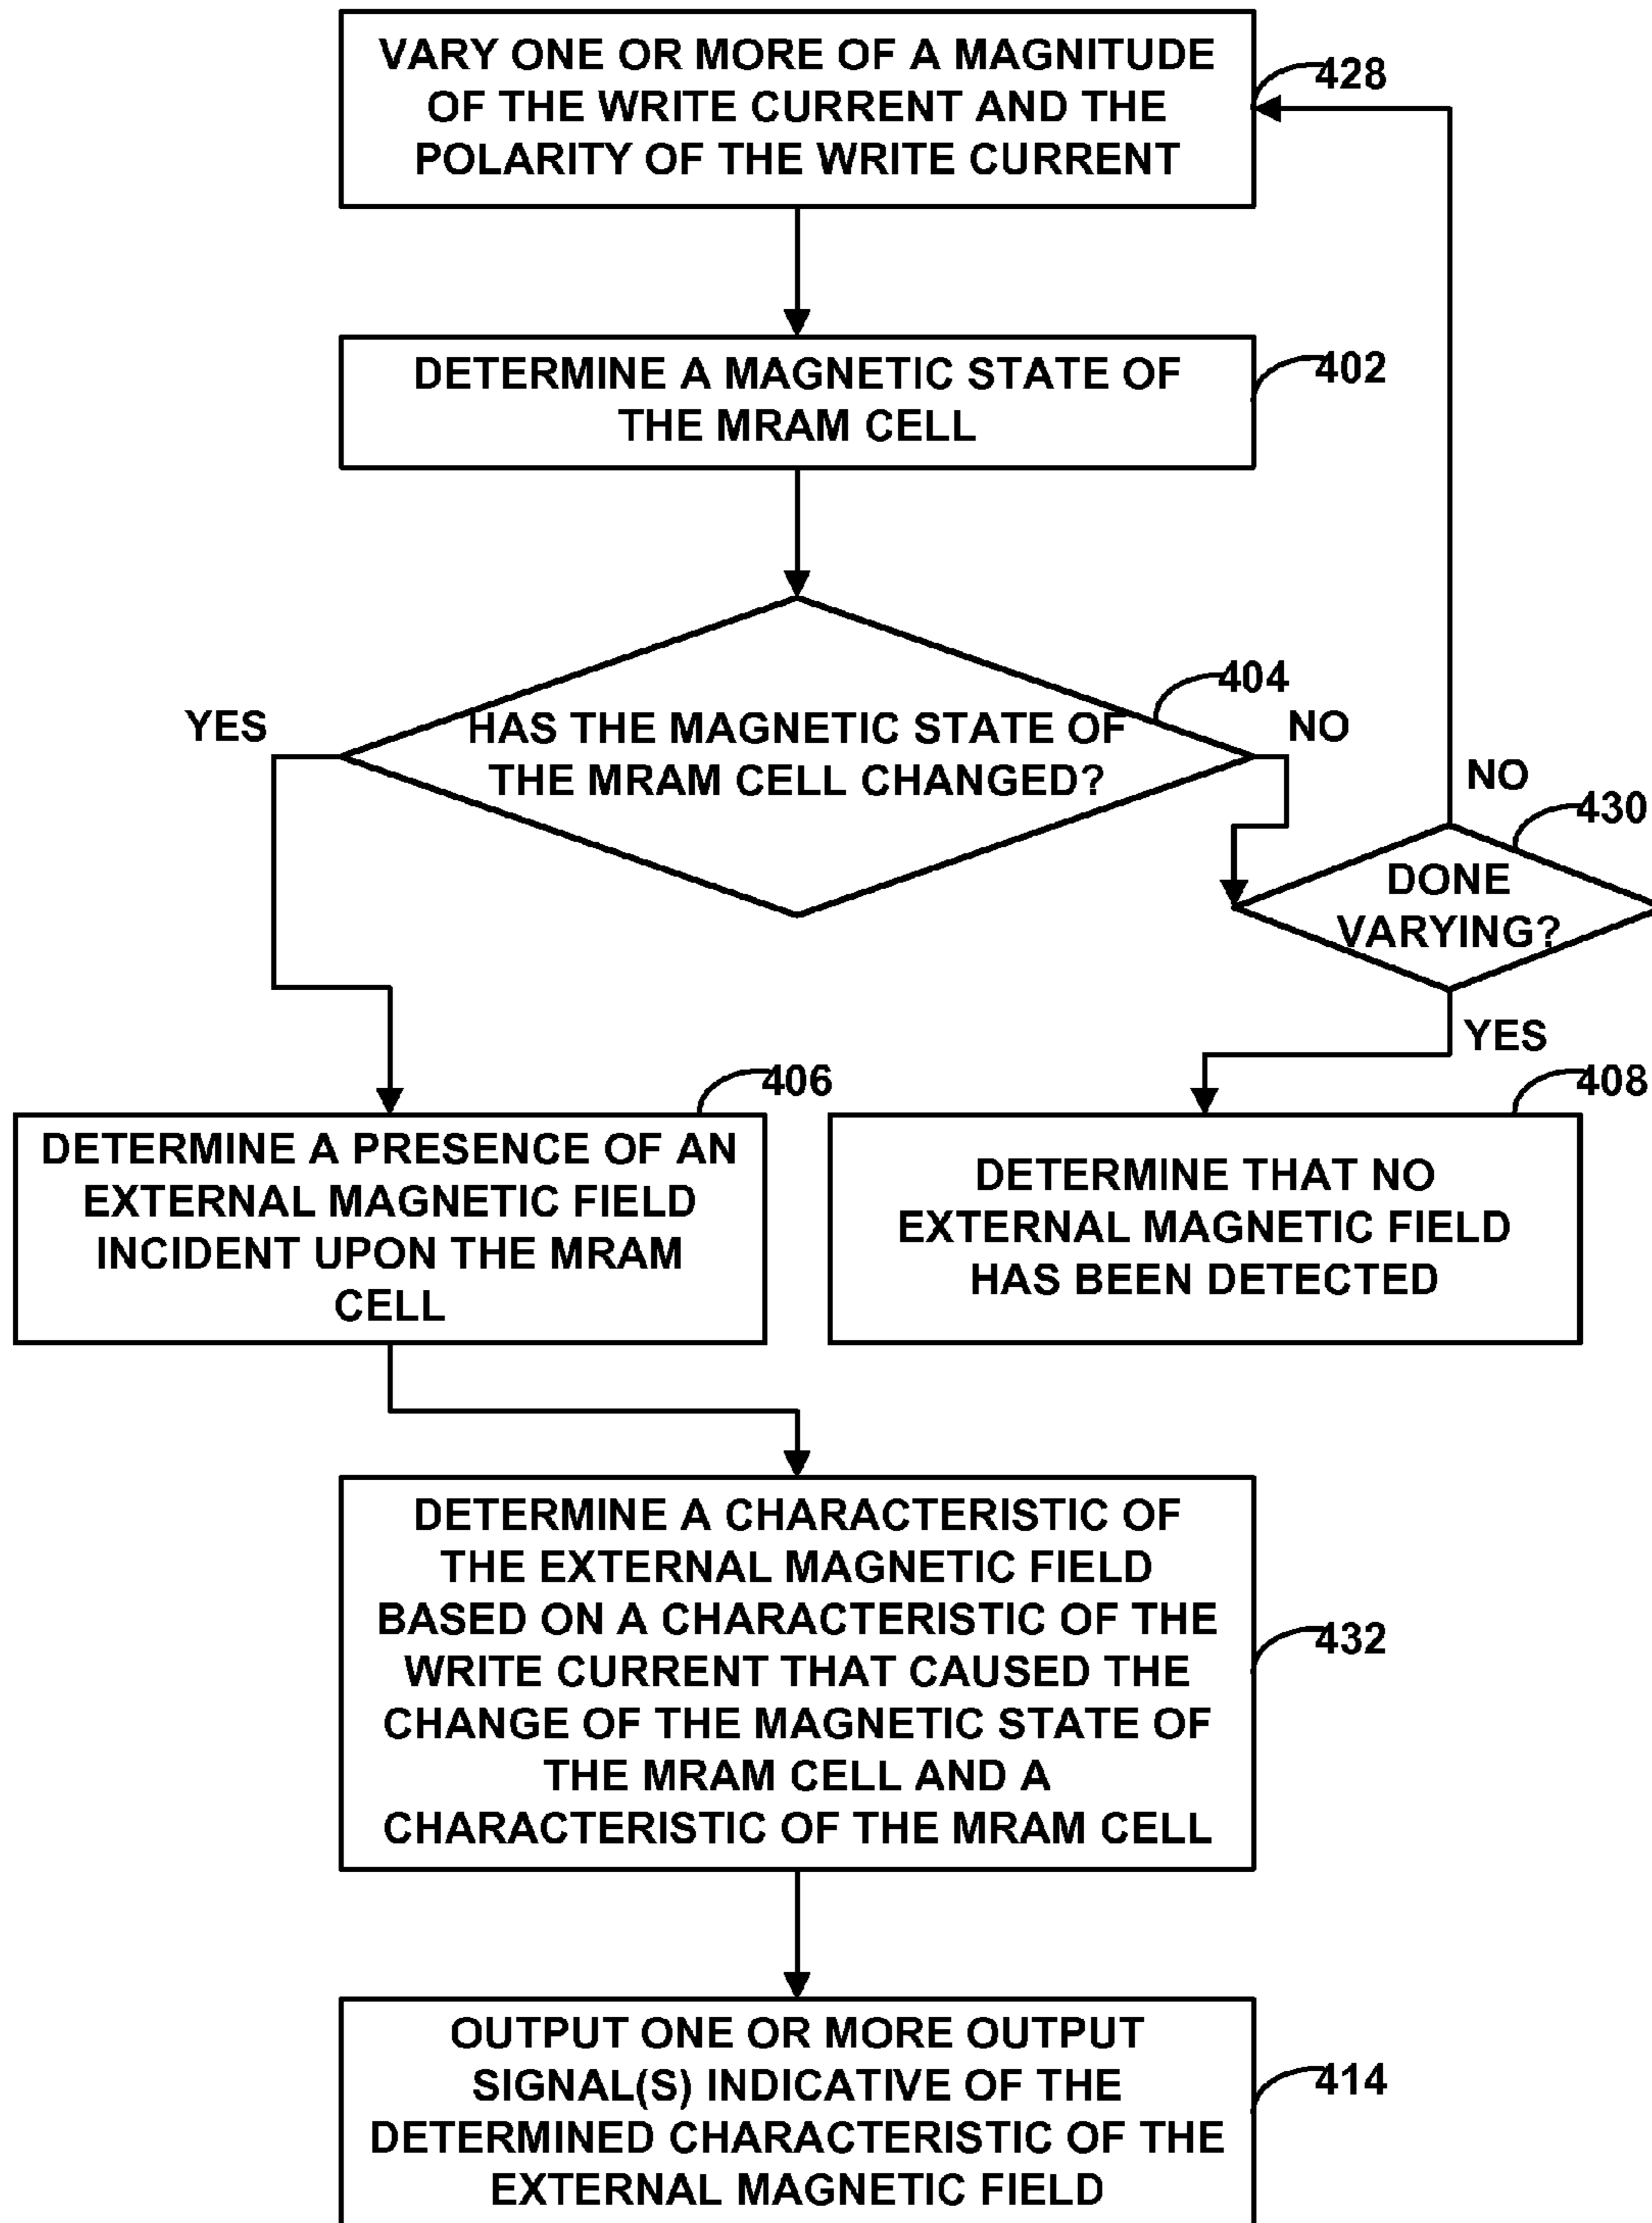 VARY ONE OR MORE OF A MAGNITUDE
OF THE WRITE CURRENT AND THE
POLARITY OF THE WRITE CURRENT
428
DETERMINE A MAGNETIC STATE OF
THE MRAM CELL
402
404
YES
HAS THE MAGNETIC STATE OF
THE MRAM CELL CHANGED?
NO
NO
430
DONE
VARYING?
YES
406
408
DETERMINE A PRESENCE OF AN
EXTERNAL MAGNETIC FIELD
INCIDENT UPON THE MRAM
CELL
DETERMINE THAT NO
EXTERNAL MAGNETIC FIELD
HAS BEEN DETECTED
DETERMINE A CHARACTERISTIC OF
THE EXTERNAL MAGNETIC FIELD
BASED ON A CHARACTERISTIC OF THE
WRITE CURRENT THAT CAUSED THE
CHANGE OF THE MAGNETIC STATE OF
THE MRAM CELL AND A
CHARACTERISTIC OF THE MRAM CELL
432
OUTPUT ONE OR MORE OUTPUT
SIGNAL(S) INDICATIVE OF THE
DETERMINED CHARACTERISTIC OF THE
EXTERNAL MAGNETIC FIELD
414